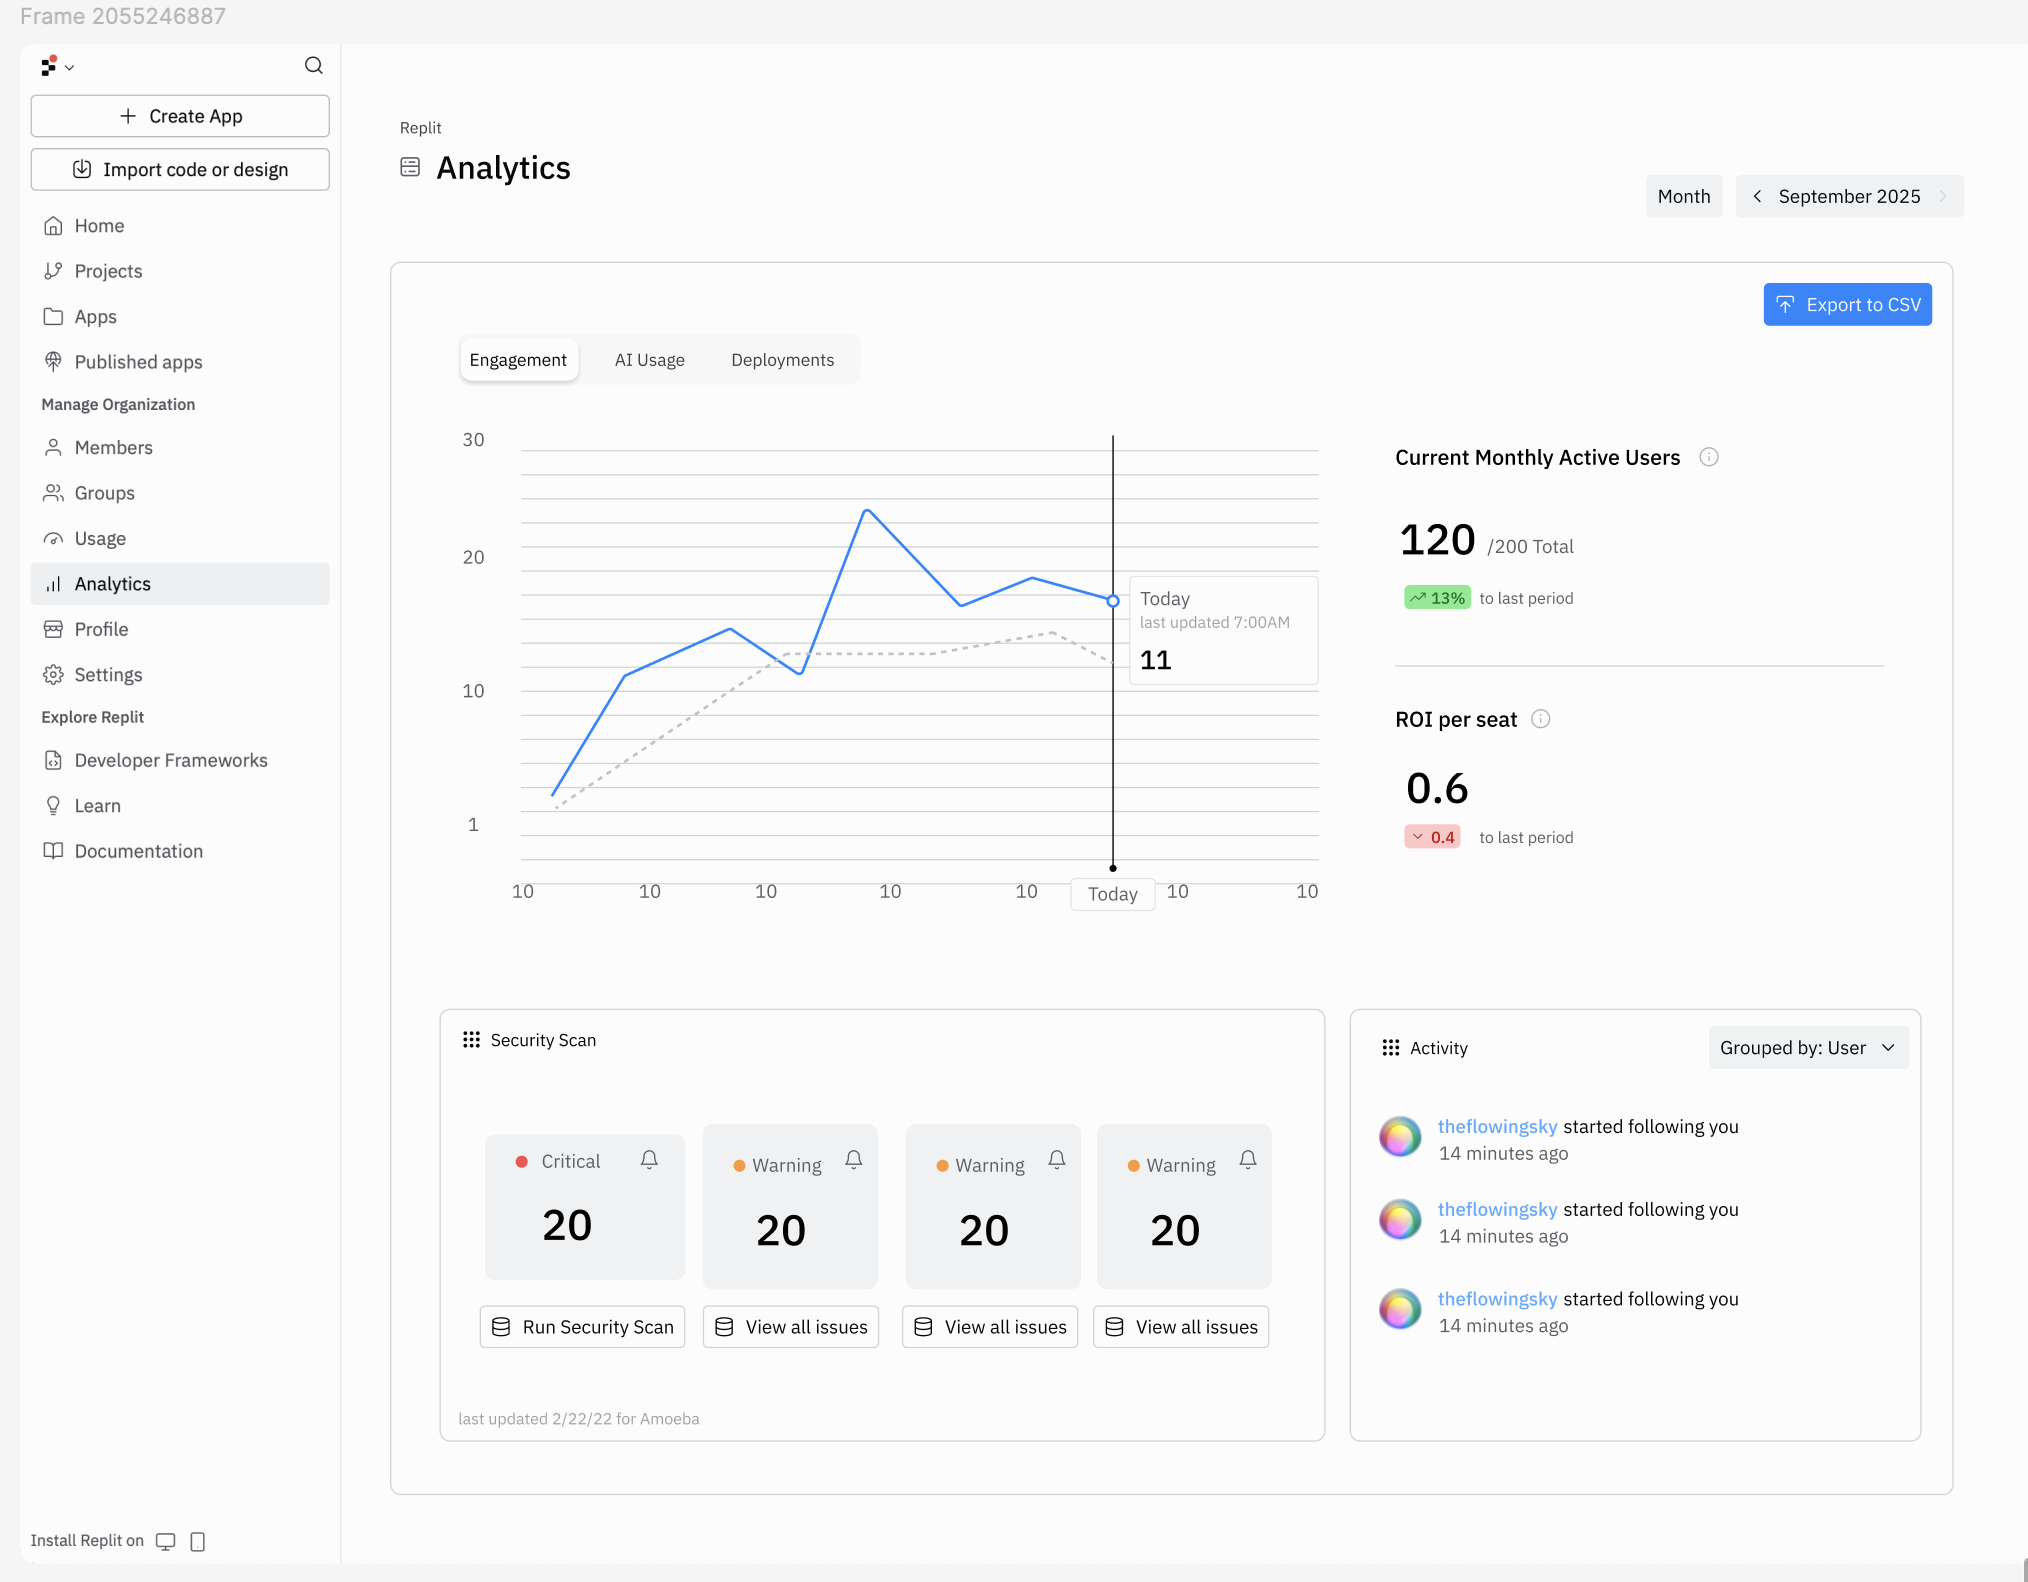 Frame 2055246887
Create App
Import code or design
Home
Projects
Apps
Published apps
Manage Organization
Members
Groups
Usage
Analytics
Profile
Settings
Explore Replit
Developer Frameworks
Learn
Documentation
Install Replit on
Replit
Analytics
Month
September 2025
Export to CSV
Engagement
AI Usage
Deployments
30
20
10
1
10
10
10
10
10
Today
10
10
Today
last updated 7:00AM
11
Current Monthly Active Users
120 /200 Total
13% to last period
ROI per seat
0.6
0.4 to last period
Security Scan
Critical
20
Run Security Scan
Warning
20
View all issues
Warning
20
View all issues
Warning
20
View all issues
last updated 2/22/22 for Amoeba
Activity
Grouped by: User
theflowingsky started following you
14 minutes ago
theflowingsky started following you
14 minutes ago
theflowingsky started following you
14 minutes ago